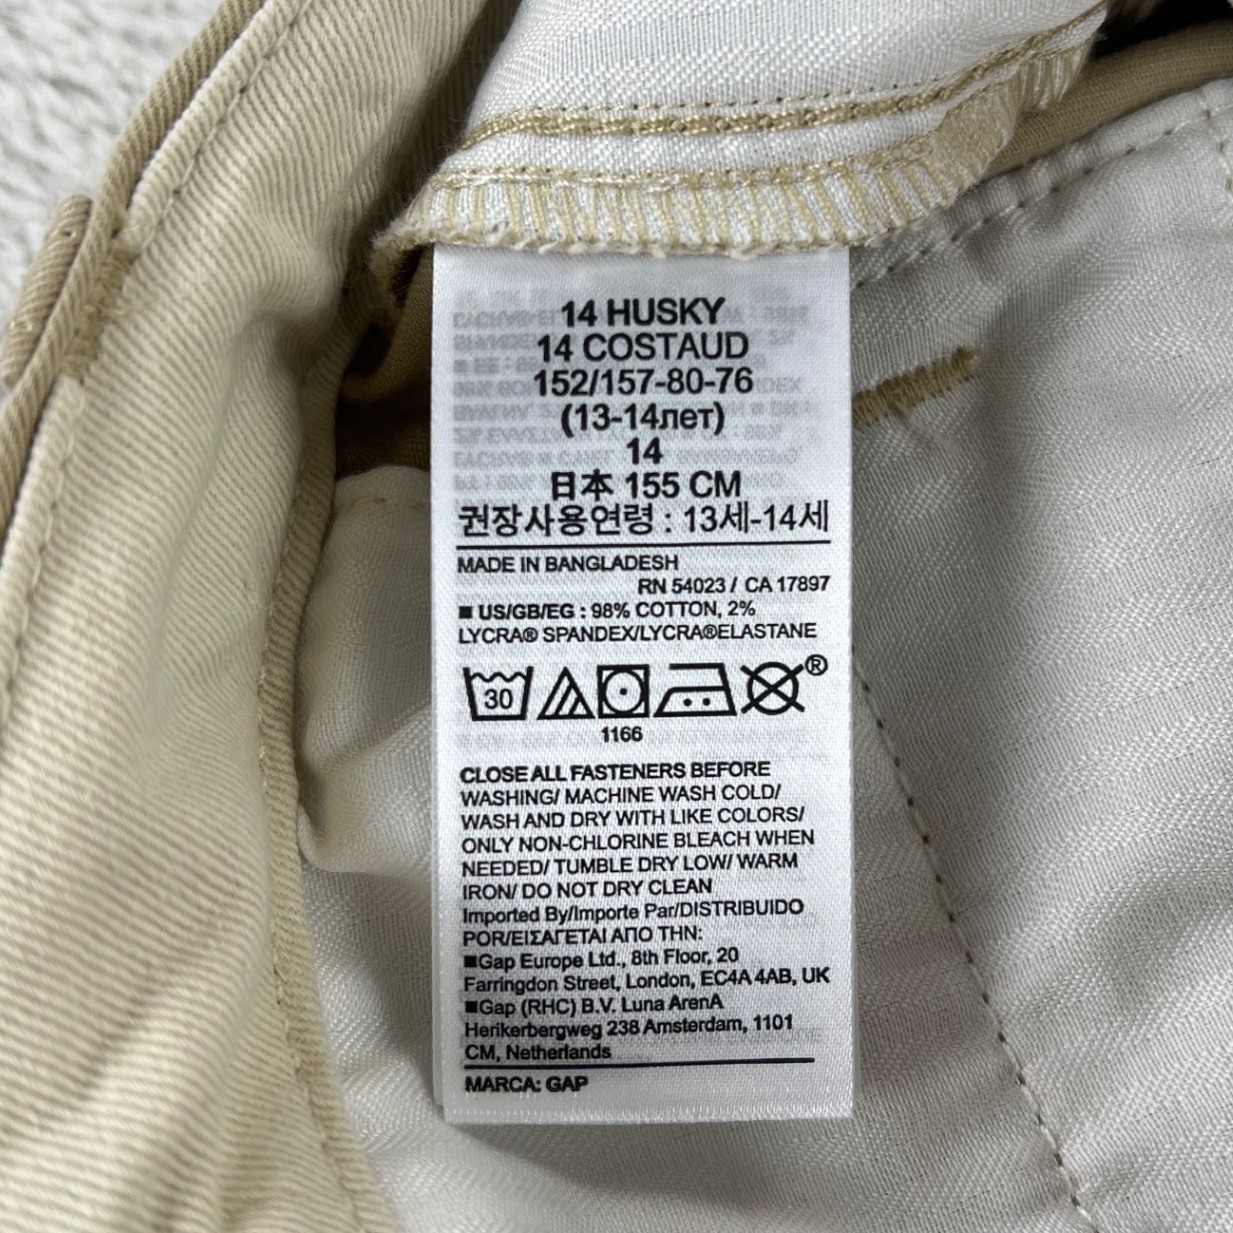 14 HUSKY
14 COSTAUD
152/157-80-76
(13-14лет)
14
日本 155 CM
권장사용연령 : 13세-14세
MADE IN BANGLADESH
RN 54023 / CA 17897
■ US/GB/EG : 98% COTTON, 2%
LYCRA® SPANDEX/LYCRA®ELASTANE
30
®
1166
CLOSE ALL FASTENERS BEFORE
WASHING/ MACHINE WASH COLD/
WASH AND DRY WITH LIKE COLORS/
ONLY NON-CHLORINE BLEACH WHEN
NEEDED/ TUMBLE DRY LOW/ WARM
IRON/ DO NOT DRY CLEAN
Imported By/Importe Par/DISTRIBUIDO
POR/ΕΙΣΑΓΕΤΑΙ ΑΠΟ ΤΗΝ:
■Gap Europe Ltd., 8th Floor, 20
Farringdon Street, London, EC4A 4AB, UK
■Gap (RHC) B.V. Luna ArenA
Herikerbergweg 238 Amsterdam, 1101
CM, Netherlands
MARCA: GAP